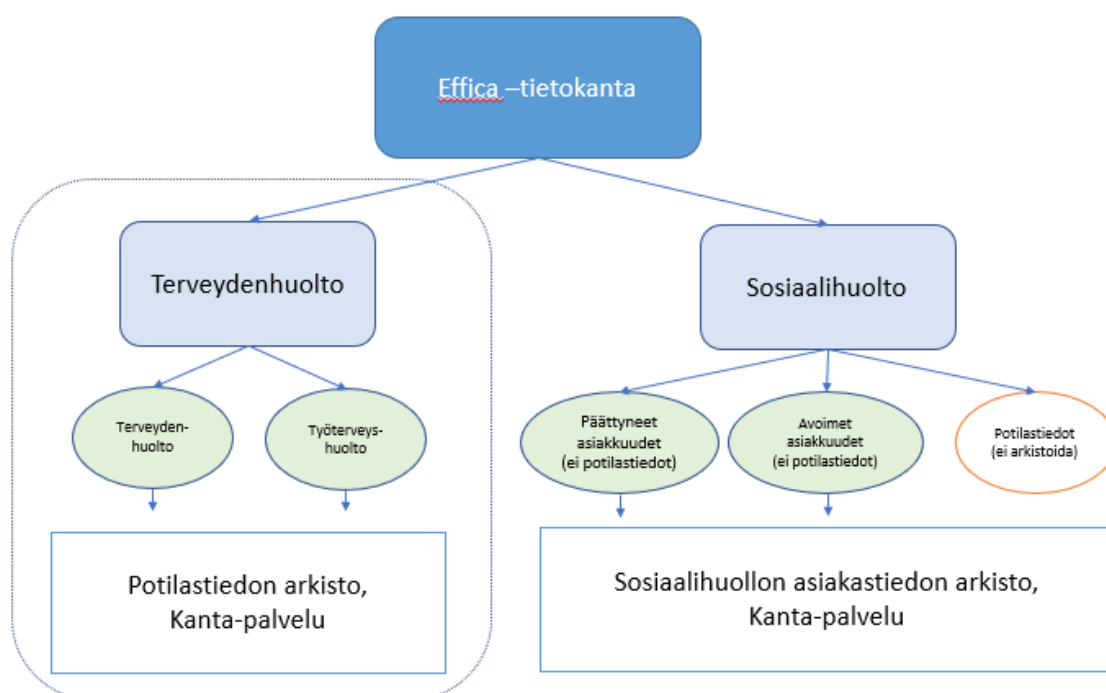 Effica –tietokanta
Terveydenhuolto
Sosiaalihuolto
Terveyden-
huolto
Työterveys-
huolto
Päättyneet
asiakkuudet
(ei potilastiedot)
Avoimet
asiakkuudet
(ei potilastiedot)
Potilastiedot
(ei arkistoida)
Potilastiedon arkisto,
Kanta-palvelu
Sosiaalihuollon asiakastiedon arkisto,
Kanta-palvelu